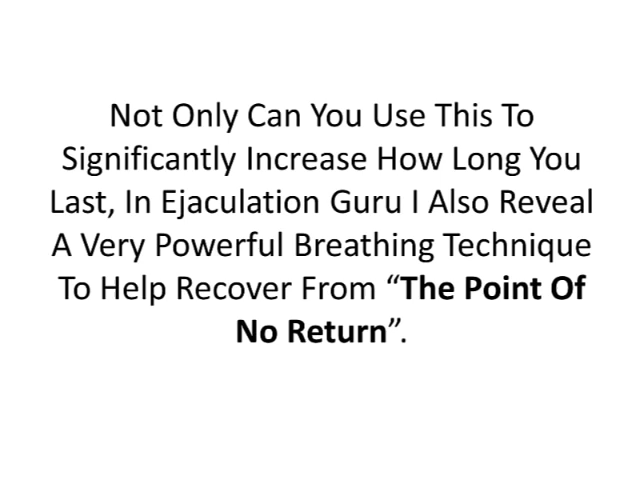 Not Only Can You Use This To
Significantly Increase How Long You
Last, In Ejaculation Guru I Also Reveal
A Very Powerful Breathing Technique
To Help Recover From “The Point Of
No Return”.